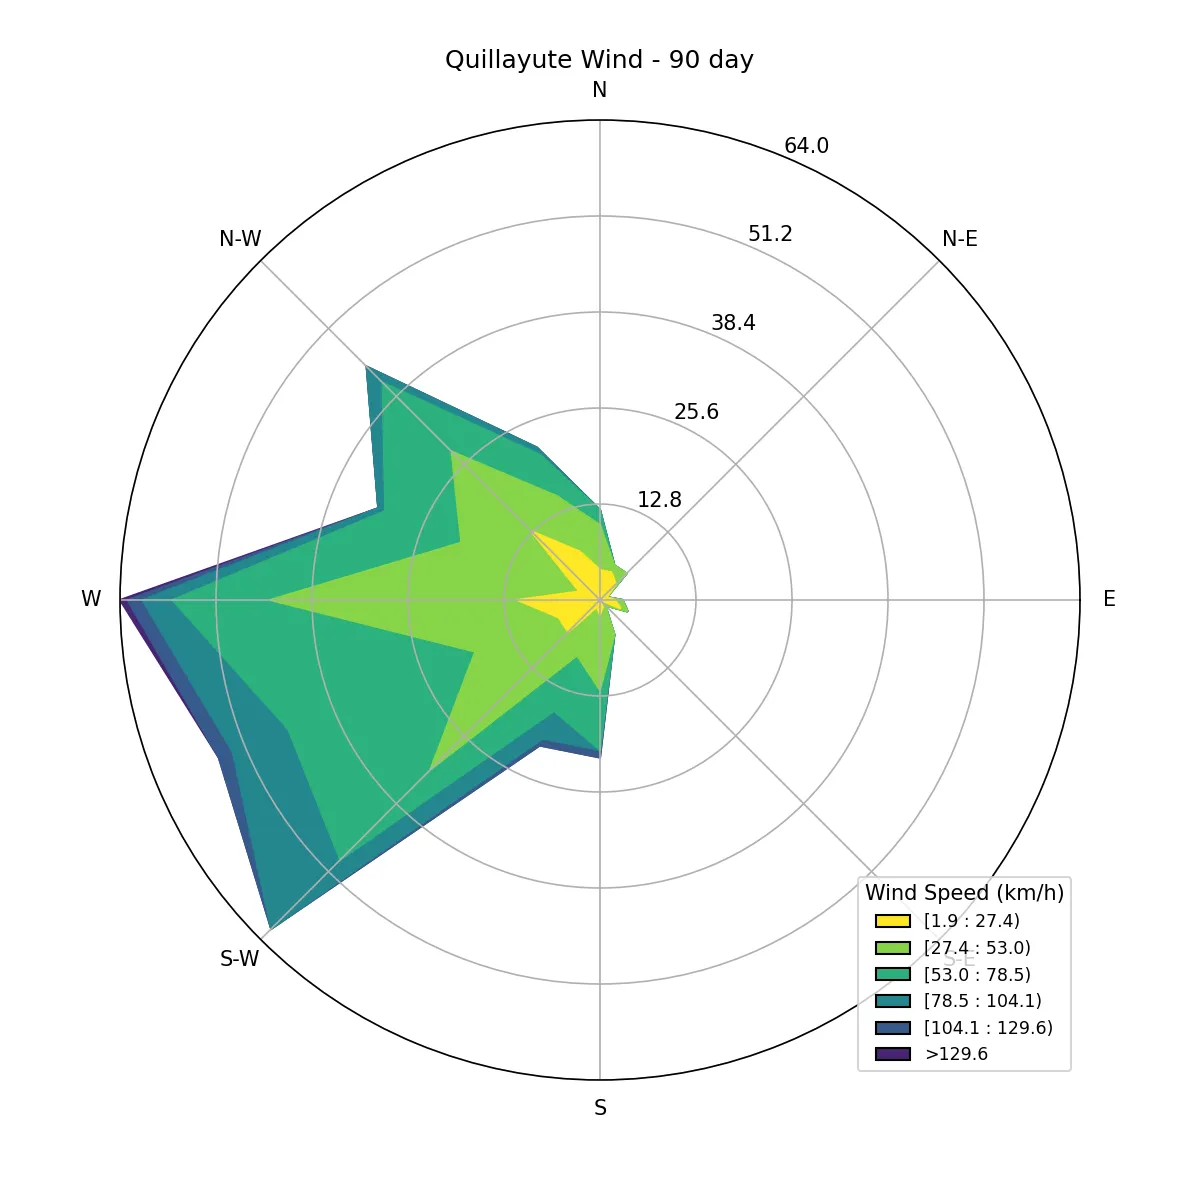 Quillayute Wind - 90 day
N
64.0
N-W
N-E
51.2
38.4
25.6
12.8
W
E
S-W
S-E
Wind Speed (km/h)
[1.9 : 27.4)
[27.4 : 53.0)
[53.0 : 78.5)
[78.5 : 104.1)
[104.1 : 129.6)
>129.6
S